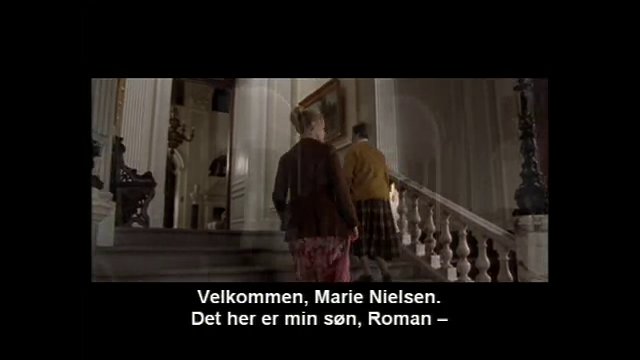 Velkommen, Marie Nielsen.
Det her er min søn, Roman –